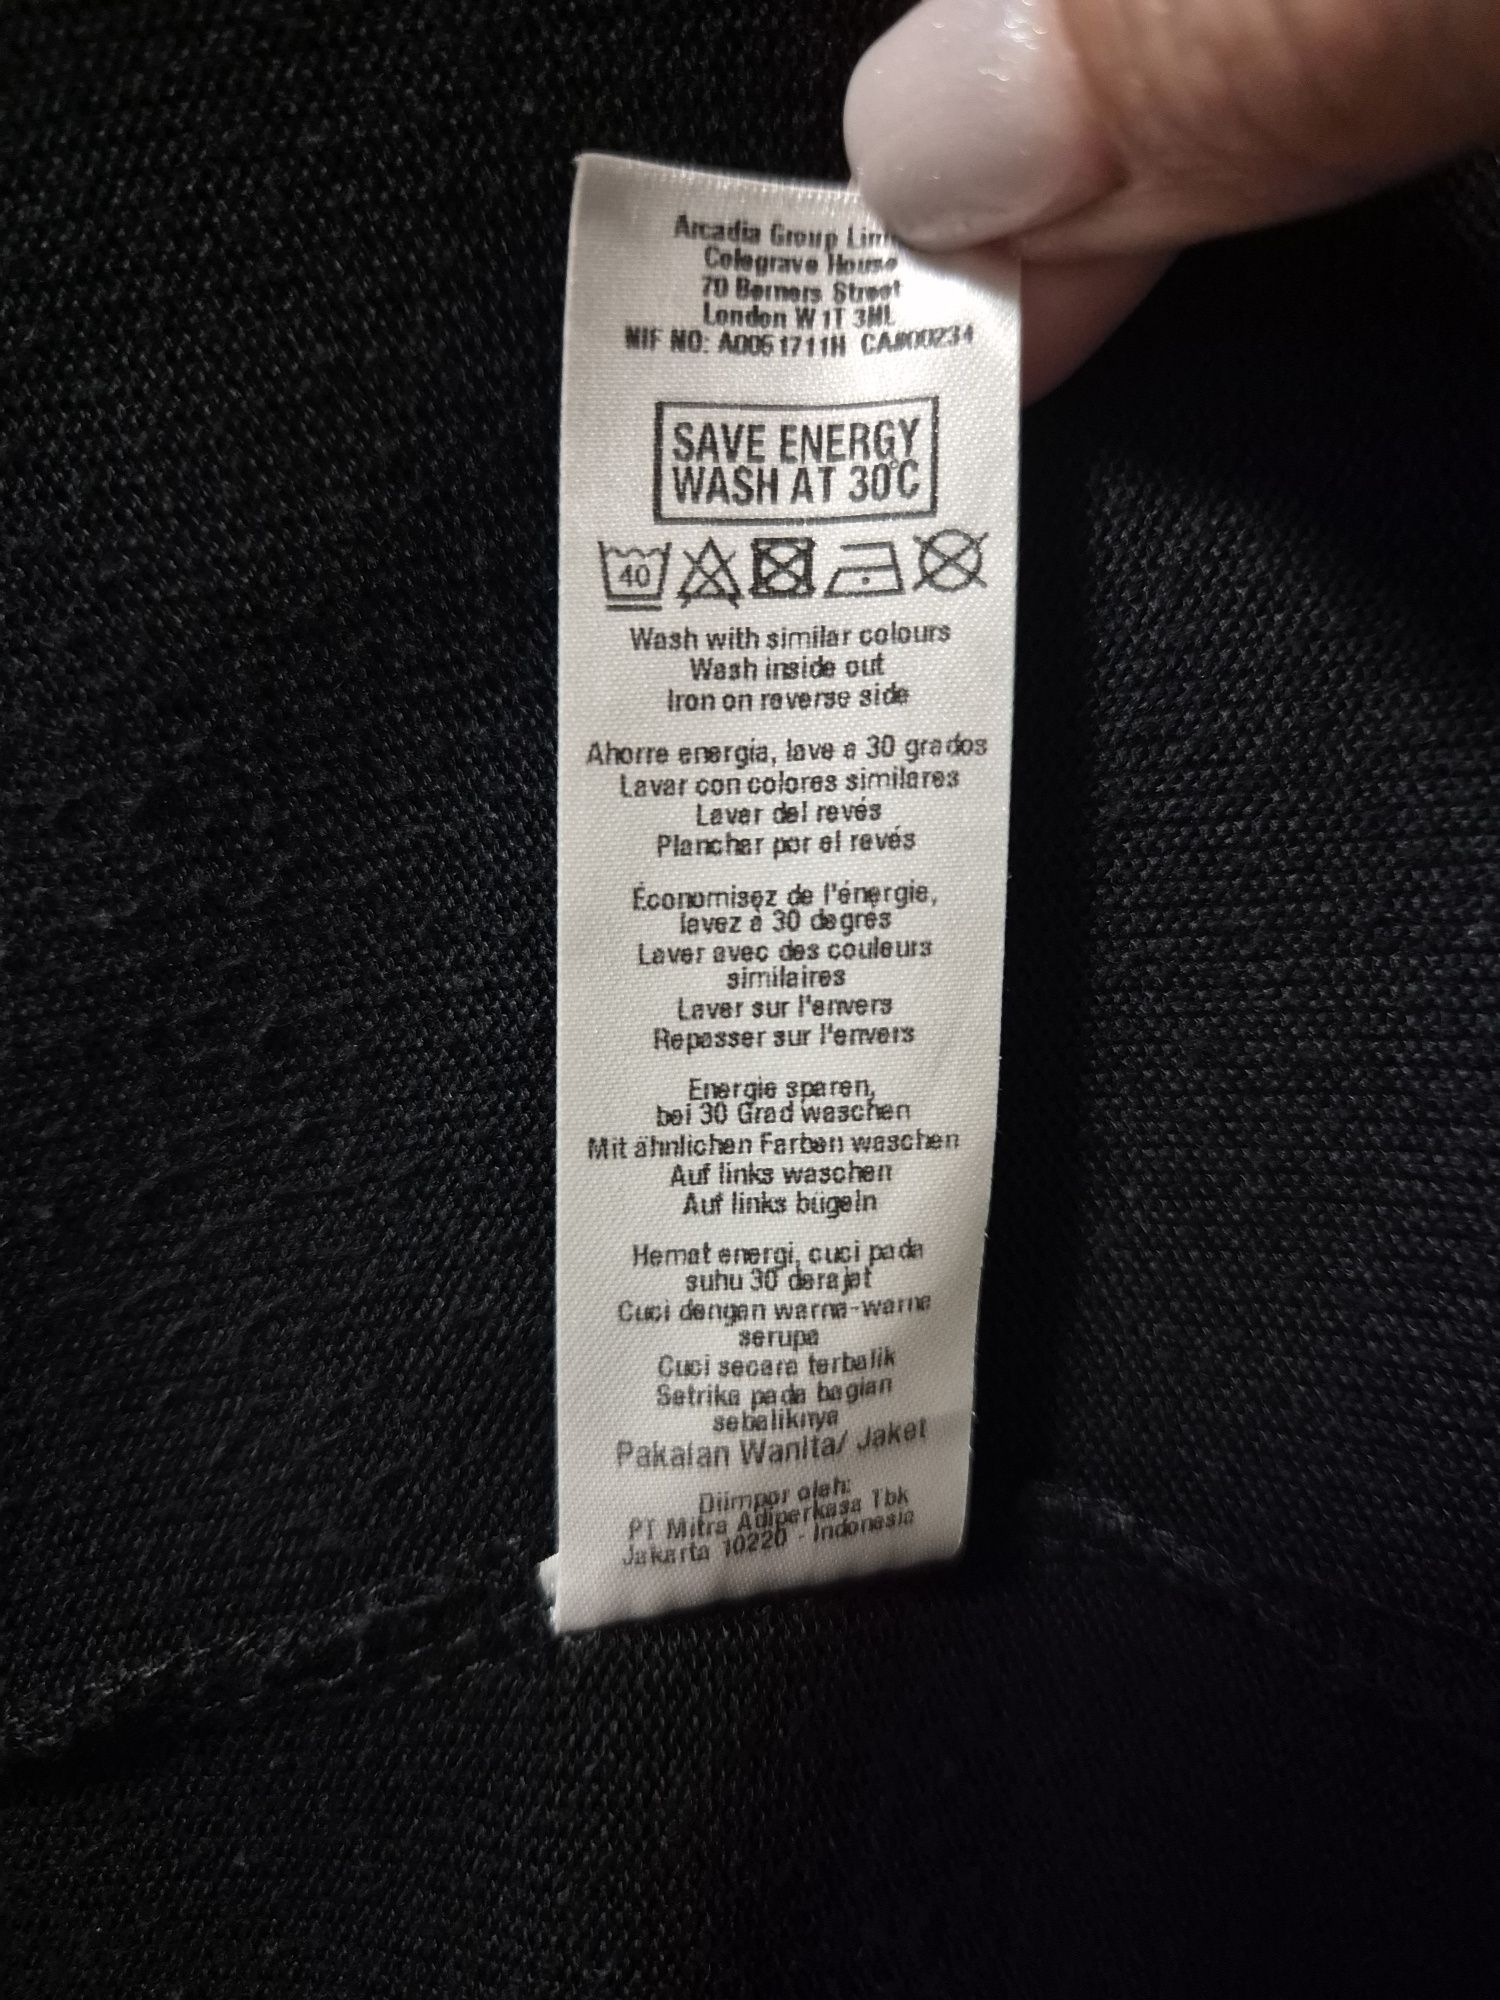 Arcadia Group
Colegrave House
70 Berners Street
London W1T 3NL
NIF NO: A0051711H CA#00234
SAVE ENERGY
WASH AT 30°C
40
Wash with similar colours
Wash inside out
Iron on reverse side
Ahorre energía, lave a 30 grados
Lavar con colores similares
Lavar del revés
Planchar por el revés
Économisez de l'énergie,
lavez à 30 degrés
Laver avec des couleurs
similaires
Laver sur l'envers
Repasser sur l'envers
Energie sparen,
bei 30 Grad waschen
Mit ähnlichen Farben waschen
Auf links waschen
Auf links bügeln
Hemat energi, cuci pada
suhu 30 derajat
Cuci dengan warna-warna
serupa
Cuci secara terbalik
Setrika pada bagian
sebaliknya
Pakaian Wanita/ Jaket
Diimpor oleh:
PT Mitra Adiperkasa Tbk
Jakarta 10220 - Indonesia